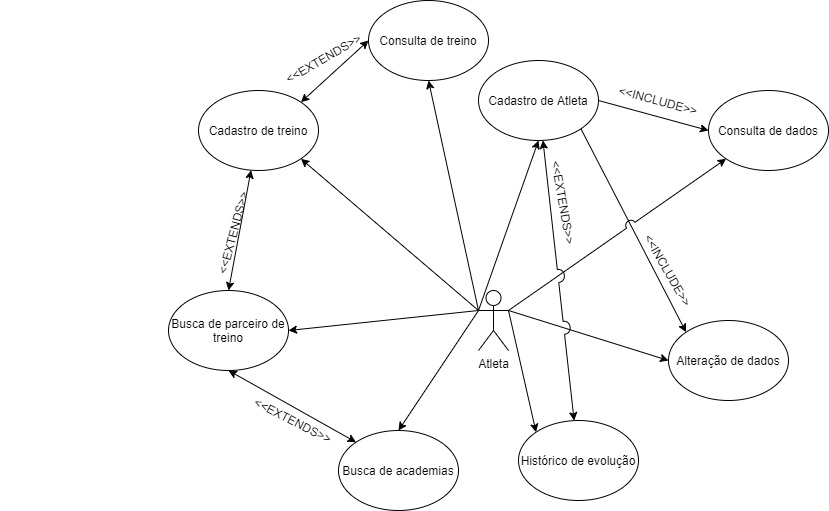 Consulta de treino
<<EXTENDS>>
Cadastro de Atleta
<<INCLUDE>>
Cadastro de treino
Consulta de dados
<<EXTENDS>>
<<EXTENDS>>
<<INCLUDE>>
Busca de parceiro de
treino
Atleta
Alteração de dados
<<EXTENDS>>
Histórico de evolução
Busca de academias